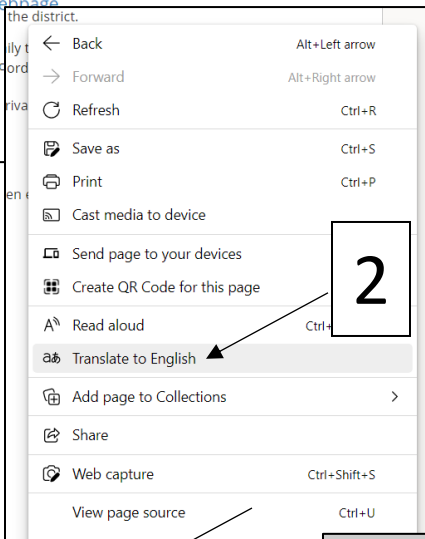 webpage
the district.
Back Alt+Left arrow
Forward Alt+Right arrow
Refresh Ctrl+R
Save as Ctrl+S
Print Ctrl+P
Cast media to device
Send page to your devices
2
Create QR Code for this page
Read aloud Ctrl+
Translate to English
Add page to Collections
Share
Web capture Ctrl+Shift+S
View page source Ctrl+U